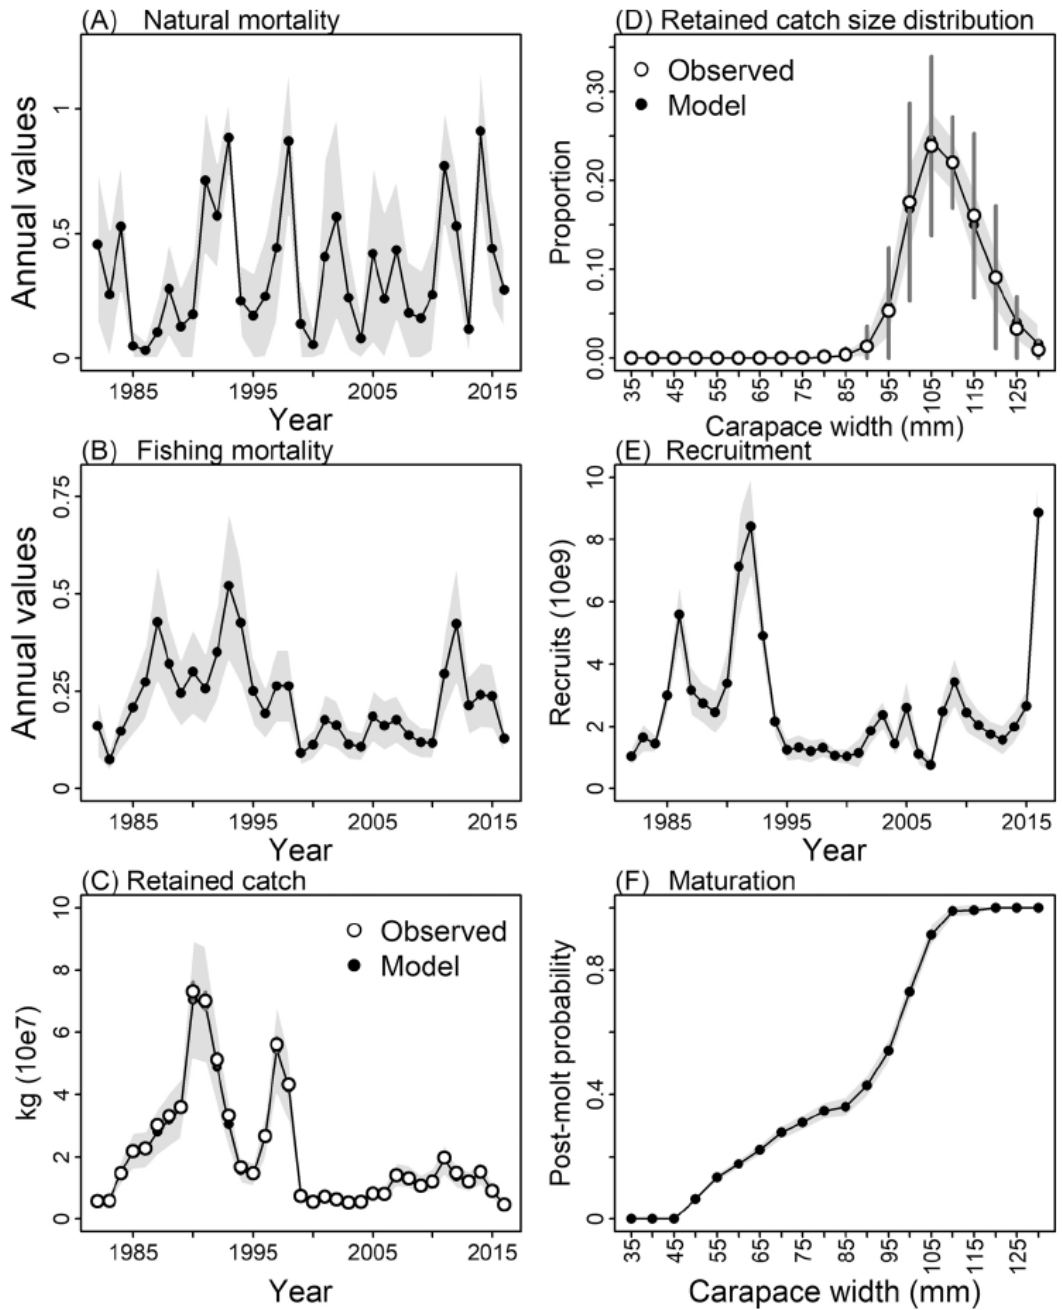 (A) Natural mortality
Annual values
1
0.5
0
1985 1995 2005 2015
Year
(B) Fishing mortality
Annual values
0.75
0.5
0.25
0
1985 1995 2005 2015
Year
(C) Retained catch
Observed
Model
kg (10e7)
10
8
6
4
2
0
1985 1995 2005 2015
Year
(D) Retained catch size distribution
Observed
Model
Proportion
0.30
0.20
0.10
0.00
35 45 55 65 75 85 95 105 115 125
Carapace width (mm)
(E) Recruitment
Recruits (10e9)
10
8
6
4
2
0
1985 1995 2005 2015
Year
(F) Maturation
Post-molt probability
0.8
0.4
0
35 45 55 65 75 85 95 105 115 125
Carapace width (mm)